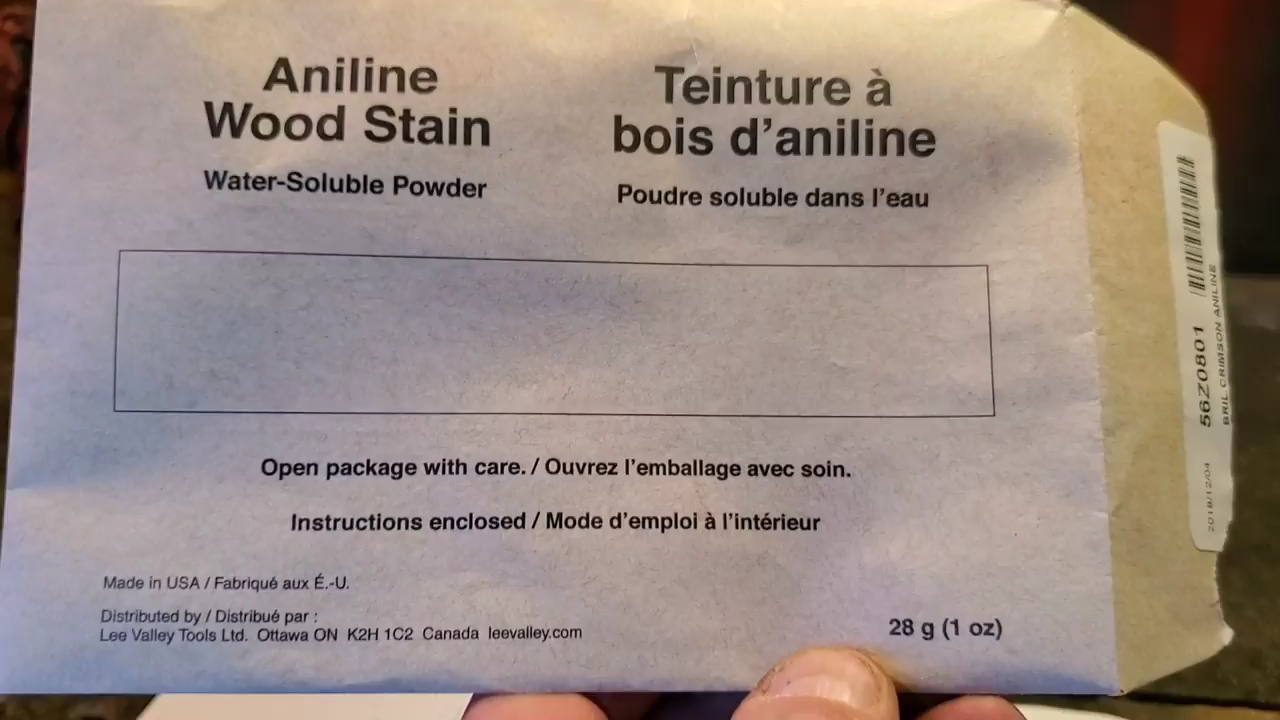 Aniline
Wood Stain
Water-Soluble Powder
Teinture à
bois d'aniline
Poudre soluble dans l'eau
Open package with care. / Ouvrez l'emballage avec soin.
Instructions enclosed / Mode d'emploi à l'intérieur
Made in USA / Fabriqué aux É.-U.
Distributed by / Distribué par :
Lee Valley Tools Ltd. Ottawa ON K2H 1C2 Canada leevalley.com
28 g (1 oz)
56Z0801
BRIL CRIMSON ANILINE
2018/12/04